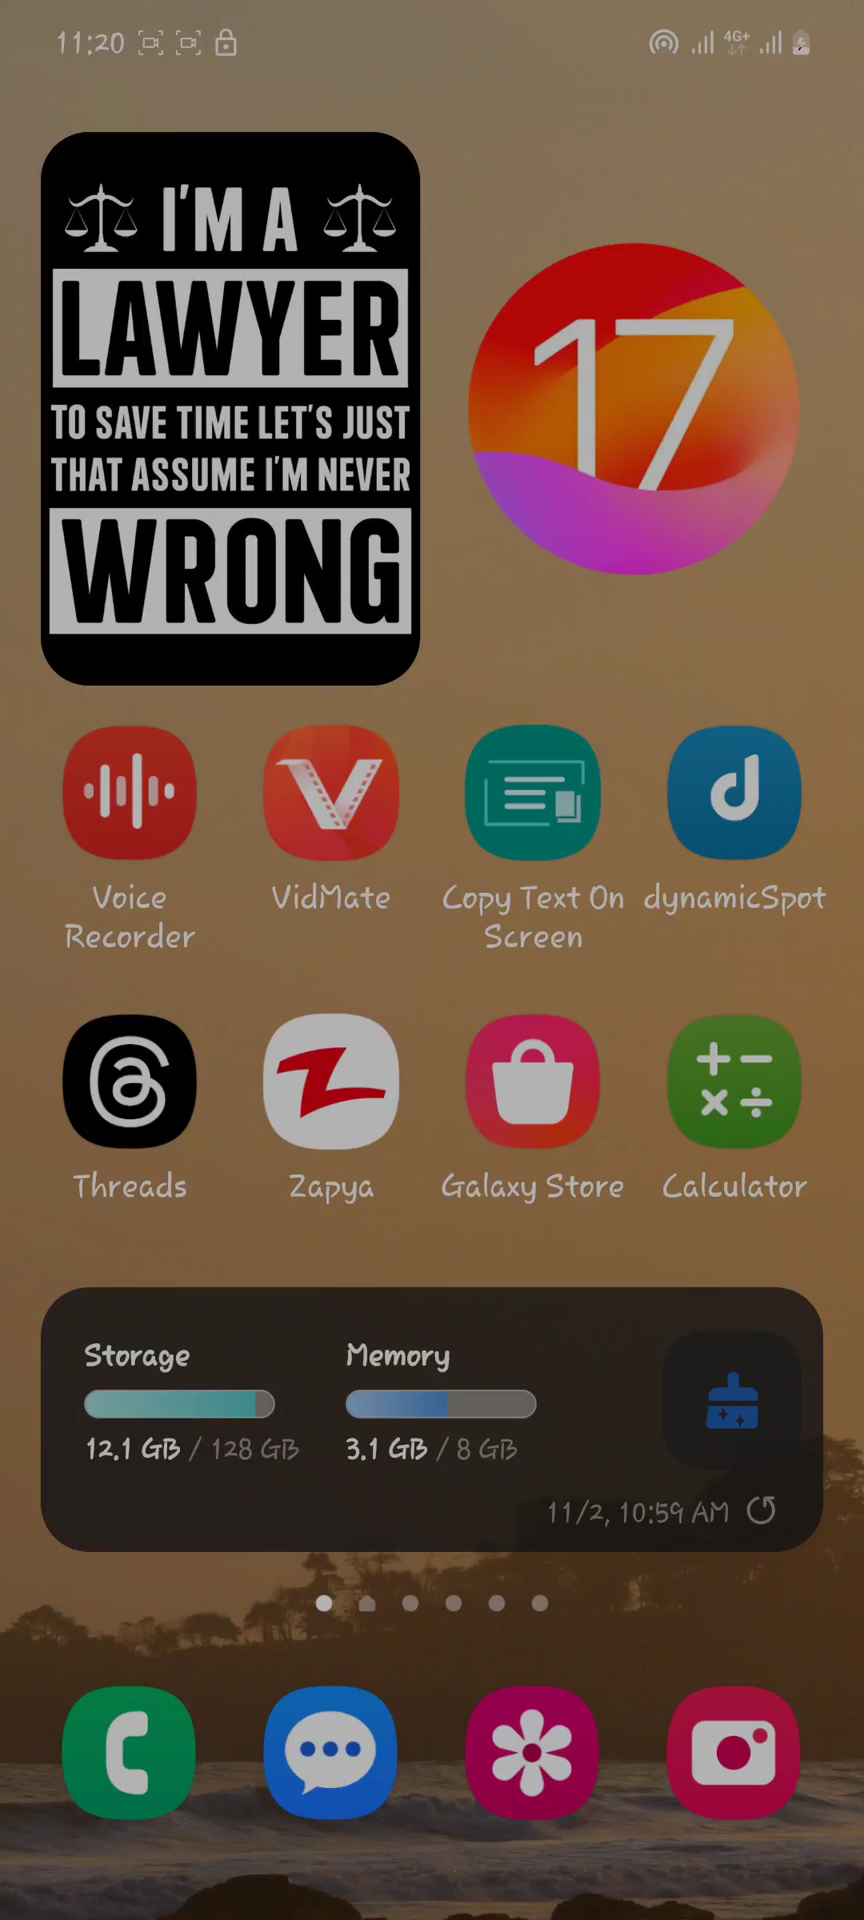 11:20
4G+
I'M A
LAWYER
TO SAVE TIME LET'S JUST
THAT ASSUME I'M NEVER
WRONG
17
Voice Recorder
VidMate
Copy Text On Screen
dynamicSpot
Threads
Zapya
Galaxy Store
Calculator
Storage
Memory
12.1 GB / 128 GB
3.1 GB / 8 GB
11/2, 10:59 AM